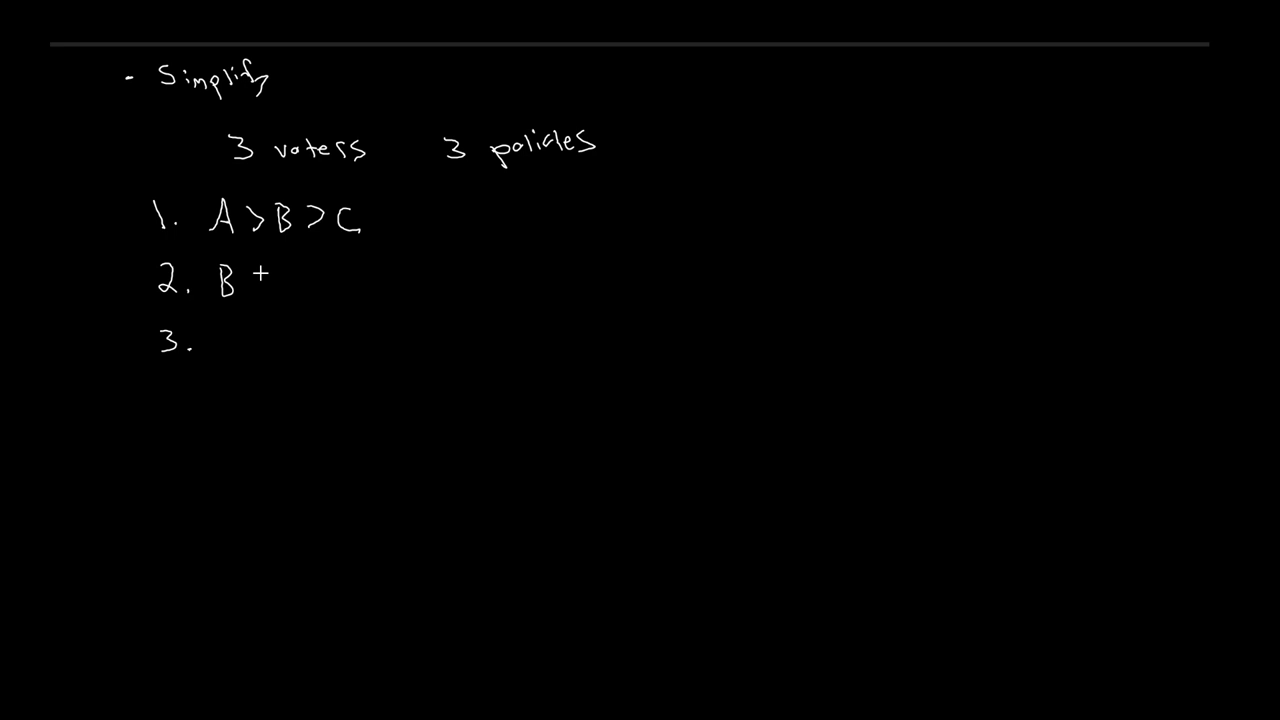 - Simplify
3 voters 3 policies
1. A > B > C
2. B
3.